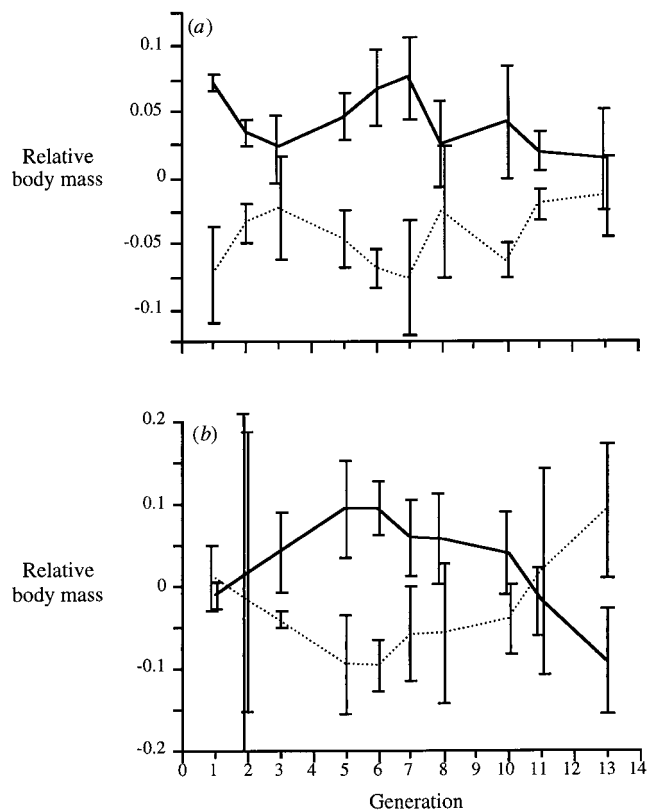 (a)
0.1
0.05
Relative
body mass
0
-0.05
-0.1
(b)
0.2
0.1
Relative
body mass
0
-0.1
-0.2
0 1 2 3 4 5 6 7 8 9 10 11 12 13 14
Generation